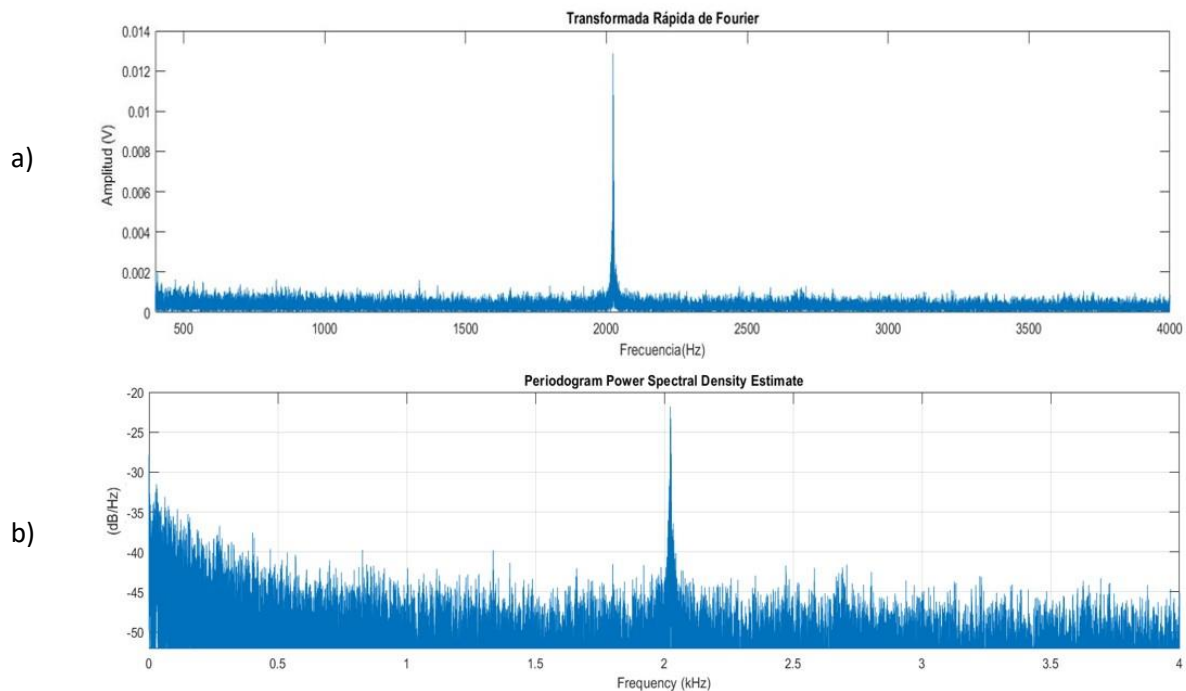 a)
Transformada Rápida de Fourier
Amplitud (V)
0.014
0.012
0.01
0.008
0.006
0.004
0.002
0
500 1000 1500 2000 2500 3000 3500 4000
Frecuencia(Hz)
b)
Periodogram Power Spectral Density Estimate
(dB/Hz)
-20
-25
-30
-35
-40
-45
-50
0 0.5 1 1.5 2 2.5 3 3.5 4
Frequency (kHz)